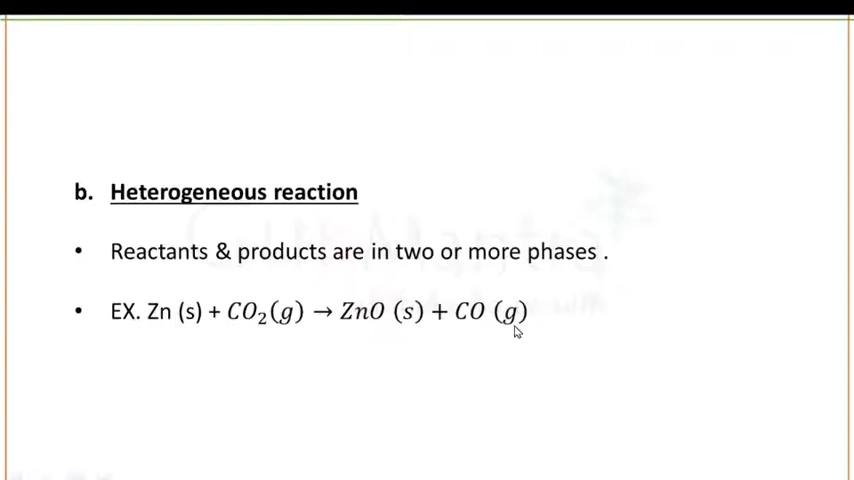 b. Heterogeneous reaction
• Reactants & products are in two or more phases .
• EX. Zn (s) + CO₂(g) → ZnO (s) + CO (g)